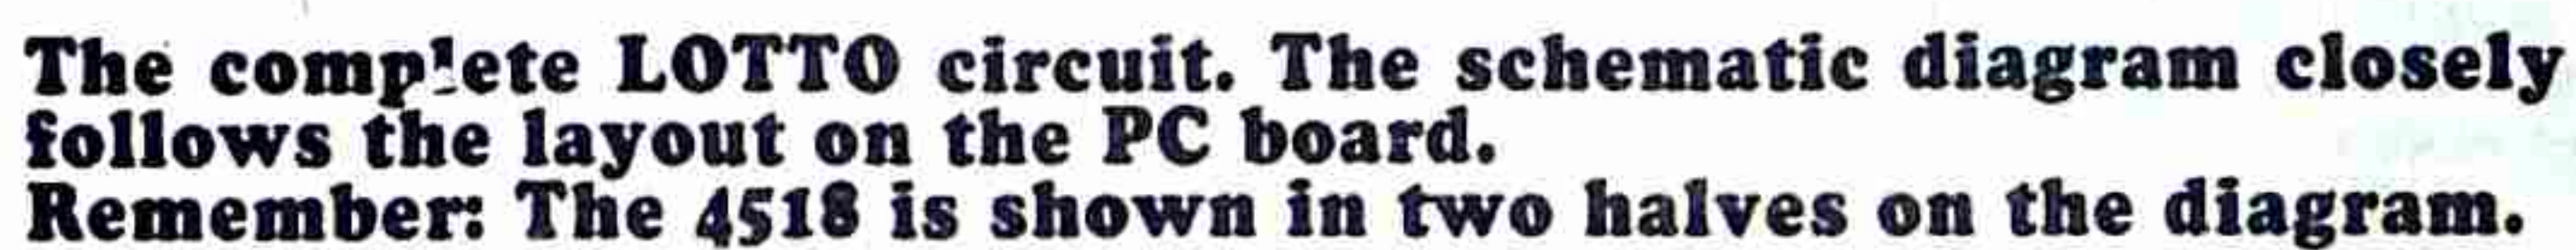 The complete LOTTO circuit. The schematic diagram closely
follows the layout on the PC board.
Remember: The 4518 is shown in two halves on the diagram.